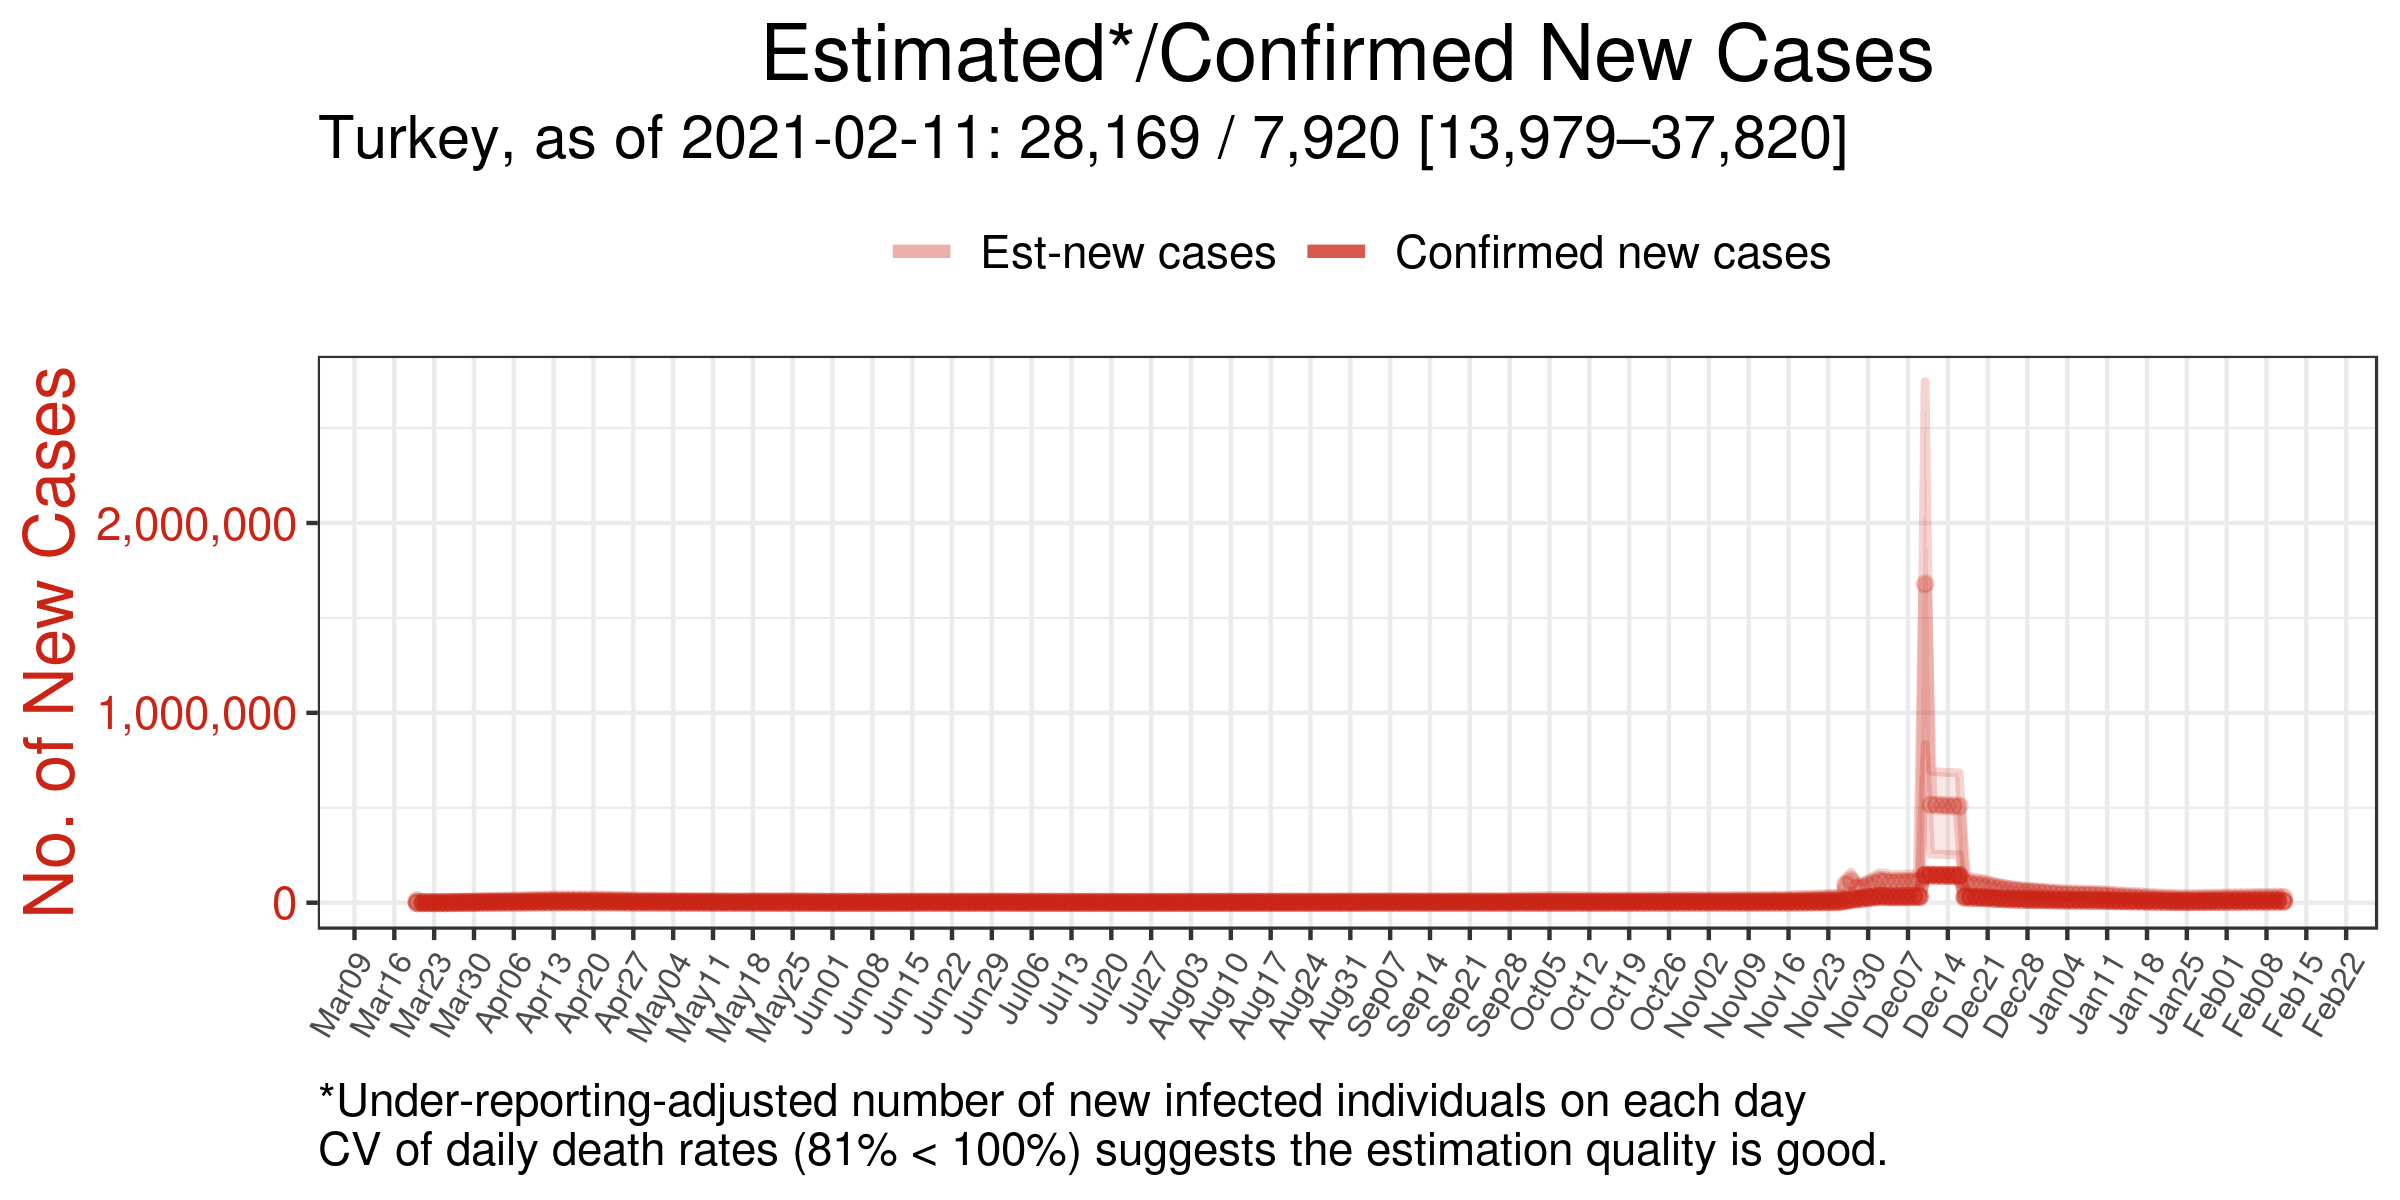 Estimated*/Confirmed New Cases
Turkey, as of 2021-02-11: 28,169 / 7,920 [13,979–37,820]
Est-new cases
Confirmed new cases
No. of New Cases
2,000,000
1,000,000
0
Mar09
Mar16
Mar23
Mar30
Apr06
Apr13
Apr20
Apr27
May04
May11
May18
May25
Jun01
Jun08
Jun15
Jun22
Jun29
Jul06
Jul13
Jul20
Jul27
Aug03
Aug10
Aug17
Aug24
Aug31
Sep07
Sep14
Sep21
Sep28
Oct05
Oct12
Oct19
Oct26
Nov02
Nov09
Nov16
Nov23
Nov30
Dec07
Dec14
Dec21
Dec28
Jan04
Jan11
Jan18
Jan25
Feb01
Feb08
Feb15
Feb22
*Under-reporting-adjusted number of new infected individuals on each day
CV of daily death rates (81% < 100%) suggests the estimation quality is good.